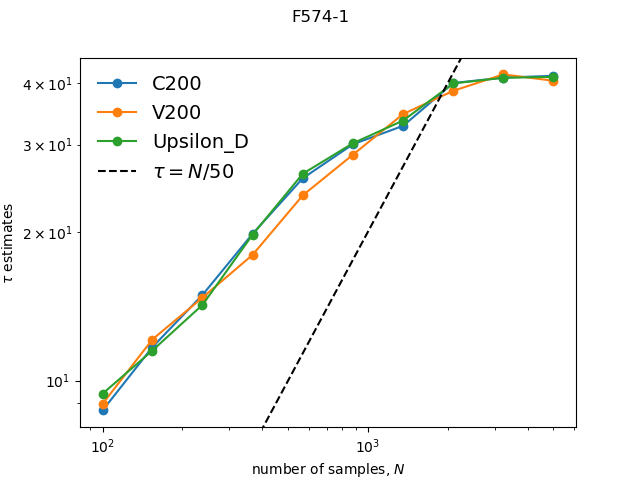 F574-1
C200
V200
Upsilon_D
τ = N/50
τ estimates
4 × 10¹
3 × 10¹
2 × 10¹
10¹
10²
10³
number of samples, N